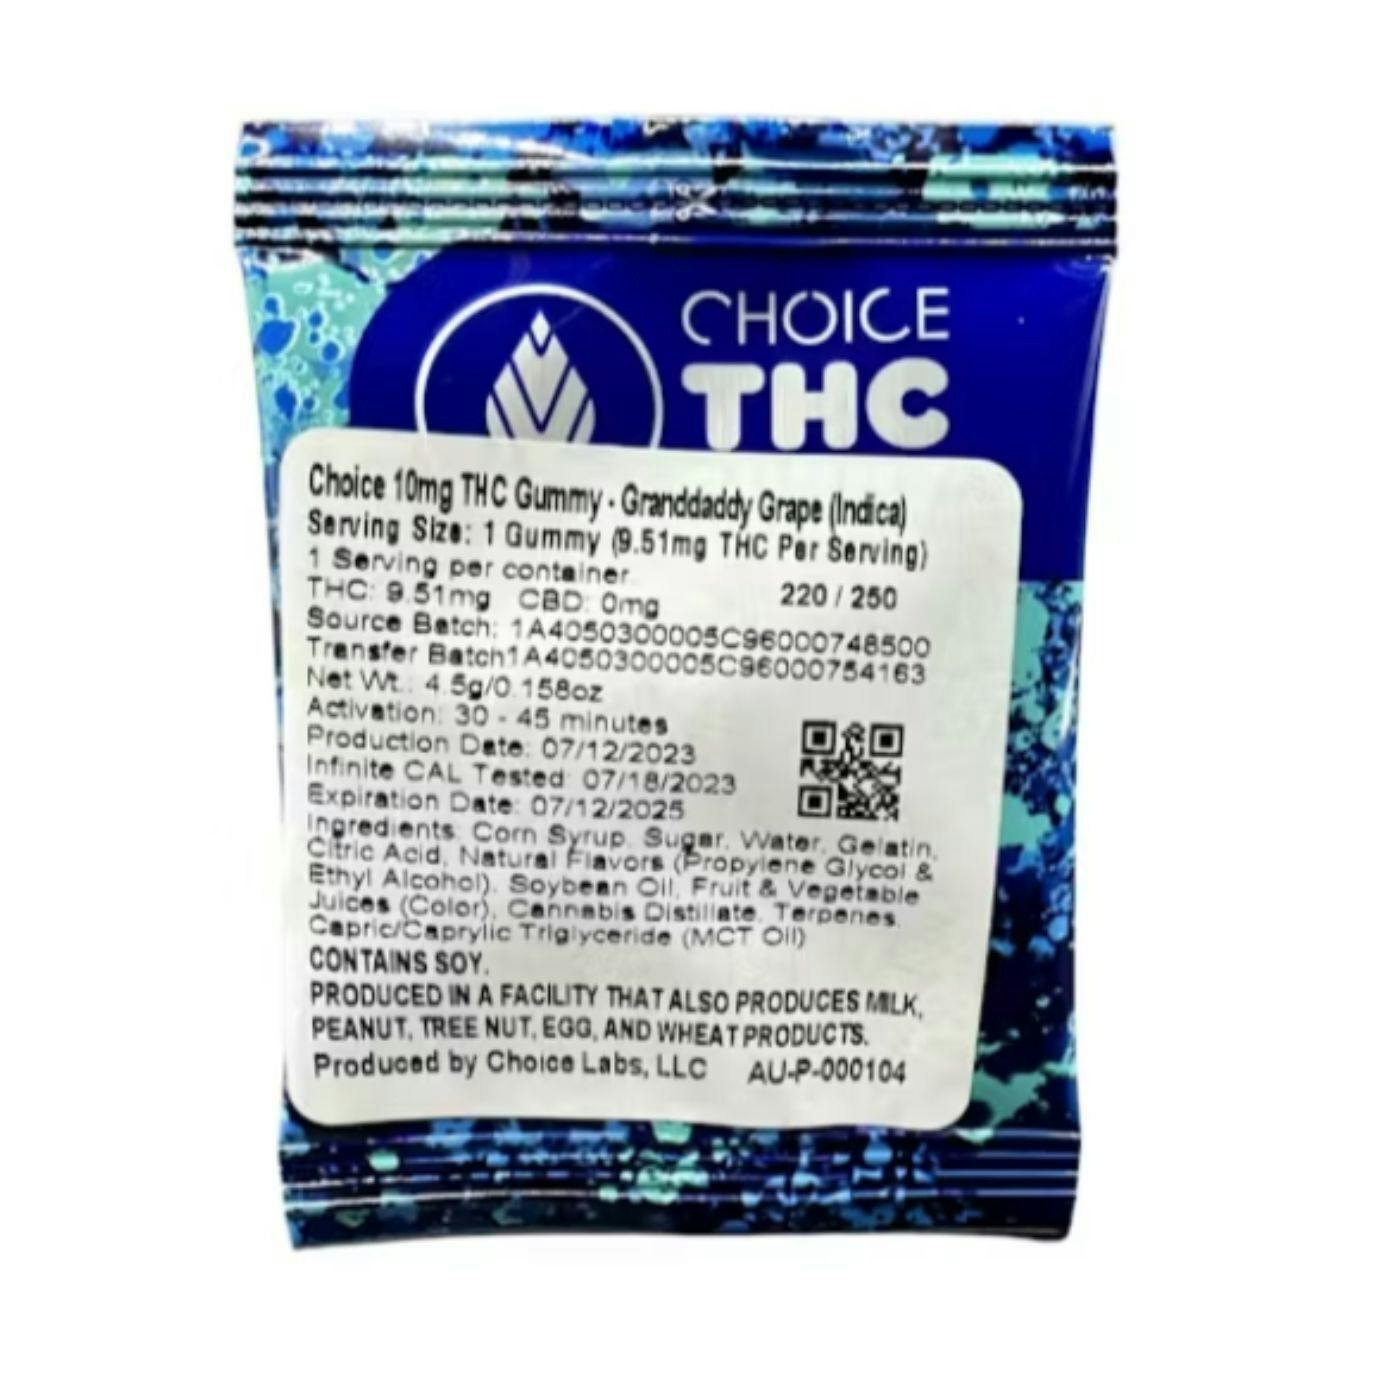 CHOICE
THC
Choice 10mg THC Gummy - Granddaddy Grape (Indica)
Serving Size: 1 Gummy (9.51mg THC Per Serving)
1 Serving per container
THC: 9.51mg CBD: 0mg 220 / 250
Source Batch: 1A4050300005C96000748500
Transfer Batch1A4050300005C96000754163
Net Wt.: 4.5g/0.158oz
Activation: 30 - 45 minutes
Production Date: 07/12/2023
Infinite CAL Tested: 07/18/2023
Expiration Date: 07/12/2025
Ingredients: Corn Syrup, Sugar, Water, Gelatin,
Citric Acid, Natural Flavors (Propylene Glycol &
Ethyl Alcohol), Soybean Oil, Fruit & Vegetable
Juices (Color), Cannabis Distillate, Terpenes,
Capric/Caprylic Triglyceride (MCT Oil)
CONTAINS SOY.
PRODUCED IN A FACILITY THAT ALSO PRODUCES MILK,
PEANUT, TREE NUT, EGG, AND WHEAT PRODUCTS.
Produced by Choice Labs, LLC AU-P-000104